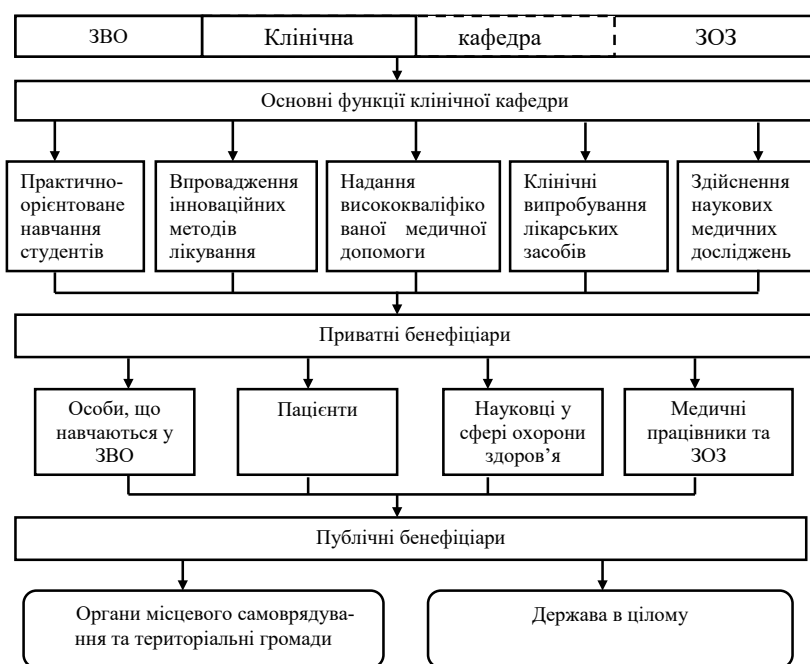 ЗВО Клінічна кафедра ЗОЗ
Основні функції клінічної кафедри
Практично-
орієнтоване
навчання
студентів
Впровадження
інноваційних
методів
лікування
Надання
висококваліфіко
ваної медичної
допомоги
Клінічні
випробування
лікарських
засобів
Здійснення
наукових
медичних
досліджень
Приватні бенефіціари
Особи, що
навчаються у
ЗВО
Пацієнти
Науковці у
сфері охорони
здоров’я
Медичні
працівники та
ЗОЗ
Публічні бенефіціари
Органи місцевого самоврядува-
ння та територіальні громади
Держава в цілому